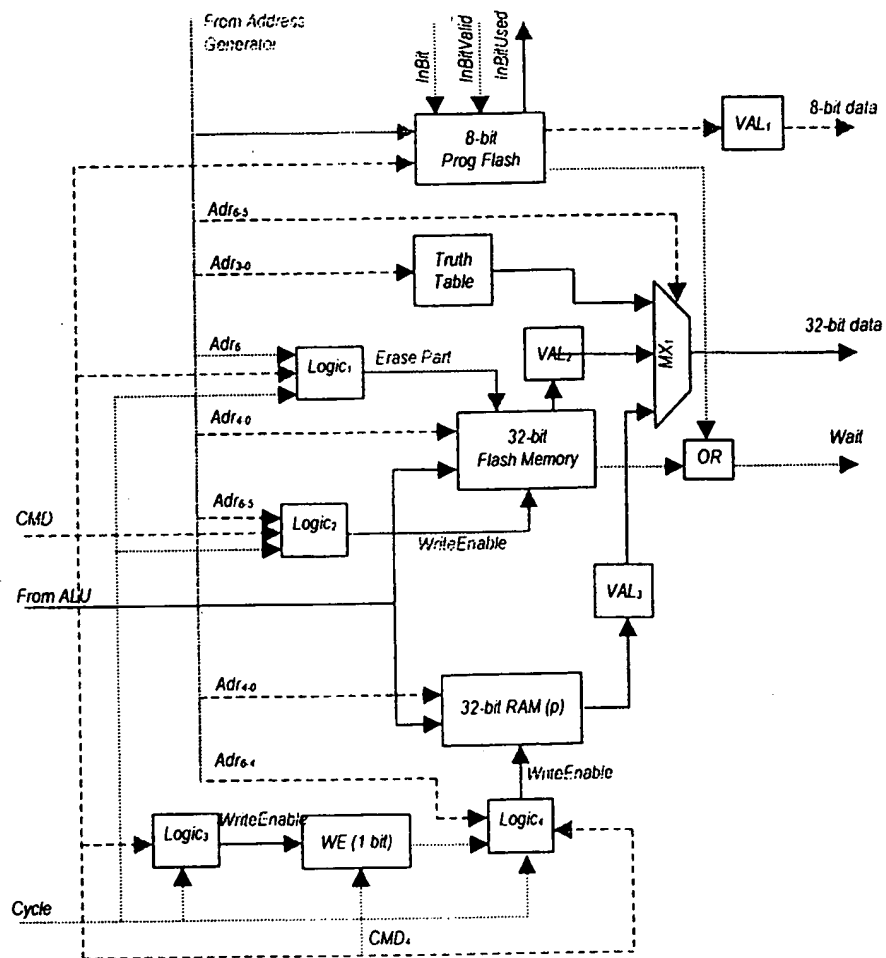 From Address
Generator
InBit
InBitValid
InBitUsed
8-bit
Prog Flash
VAL₁
8-bit data
Adr₆₋₅
Adr₃₋₀
Truth
Table
MX₁
32-bit data
Adr₆
Logic₁
Erase Part
VAL₂
Adr₄₋₀
32-bit
Flash Memory
OR
Wait
Adr₆₋₅
CMD
Logic₂
WriteEnable
From ALU
VAL₃
Adr₄₋₀
32-bit RAM (p)
Adr₆₋₄
WriteEnable
Logic₃
WriteEnable
WE (1 bit)
Logic₄
Cycle
CMD₄